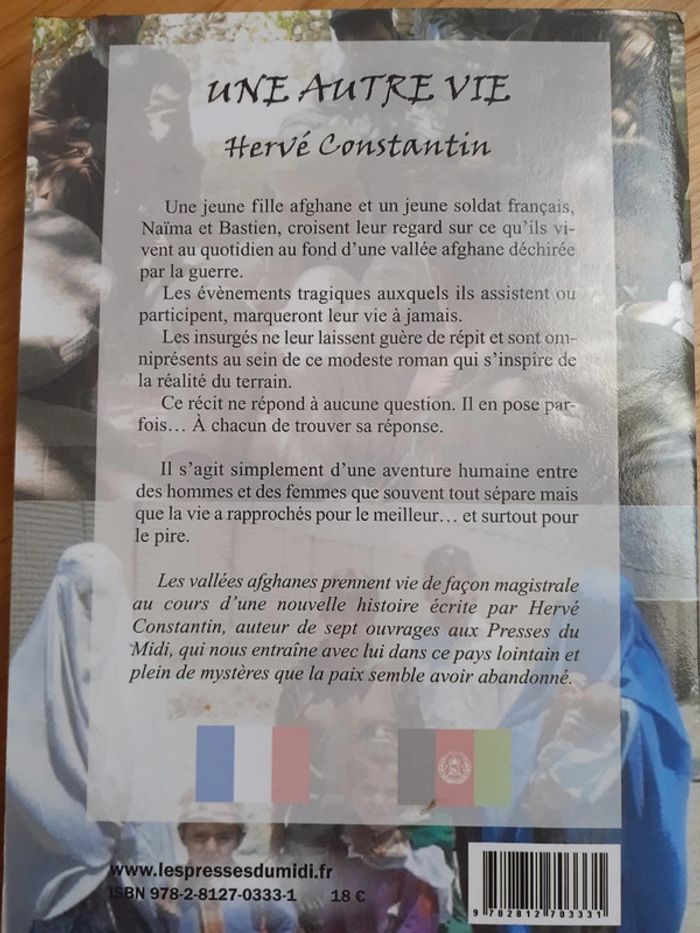 UNE AUTRE VIE
Hervé Constantin
Une jeune fille afghane et un jeune soldat français,
Naïma et Bastien, croisent leur regard sur ce qu'ils vi-
vent au quotidien au fond d'une vallée afghane déchirée
par la guerre.
Les évènements tragiques auxquels ils assistent ou
participent, marqueront leur vie à jamais.
Les insurgés ne leur laissent guère de répit et sont om-
niprésents au sein de ce modeste roman qui s'inspire de
la réalité du terrain.
Ce récit ne répond à aucune question. Il en pose par-
fois… À chacun de trouver sa réponse.
Il s'agit simplement d'une aventure humaine entre
des hommes et des femmes que souvent tout sépare mais
que la vie a rapprochés pour le meilleur… et surtout pour
le pire.
Les vallées afghanes prennent vie de façon magistrale
au cours d'une nouvelle histoire écrite par Hervé
Constantin, auteur de sept ouvrages aux Presses du
Midi, qui nous entraîne avec lui dans ce pays lointain et
plein de mystères que la paix semble avoir abandonné.
www.lespressesdumidi.fr
ISBN 978-2-8127-0333-1 18 €
9 782812 703331